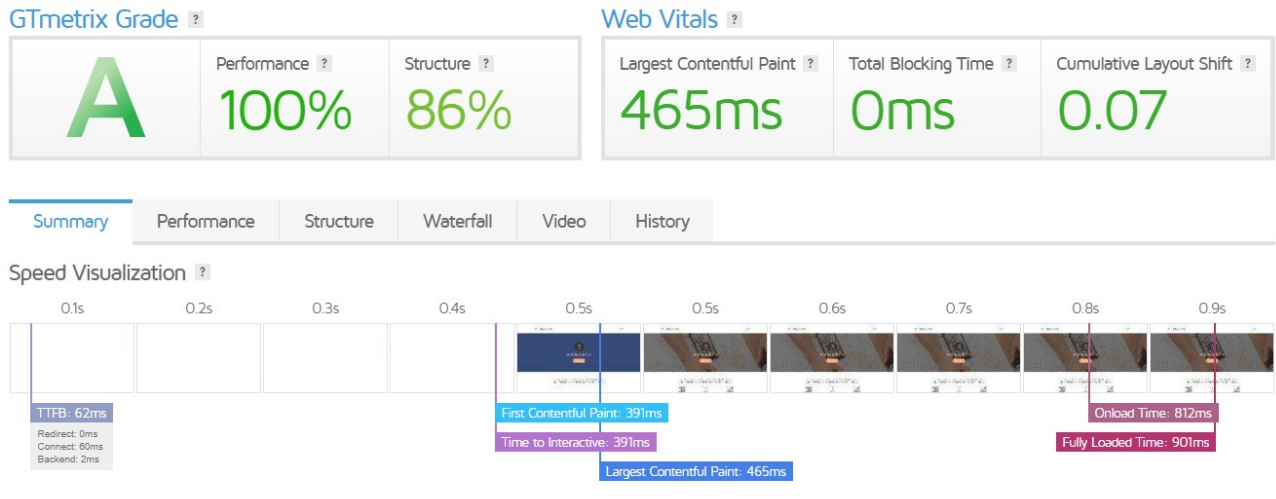 GTmetrix Grade ?
Web Vitals ?
A
Performance ?
100%
Structure ?
86%
Largest Contentful Paint ?
465ms
Total Blocking Time ?
0ms
Cumulative Layout Shift ?
0.07
Summary
Performance
Structure
Waterfall
Video
History
Speed Visualization ?
0.1s 0.2s 0.3s 0.4s 0.5s 0.5s 0.6s 0.7s 0.8s 0.9s
TTFB: 62ms
Redirect: 0ms
Connect: 60ms
Backend: 2ms
First Contentful Paint: 391ms
Time to Interactive: 391ms
Largest Contentful Paint: 465ms
Onload Time: 812ms
Fully Loaded Time: 901ms